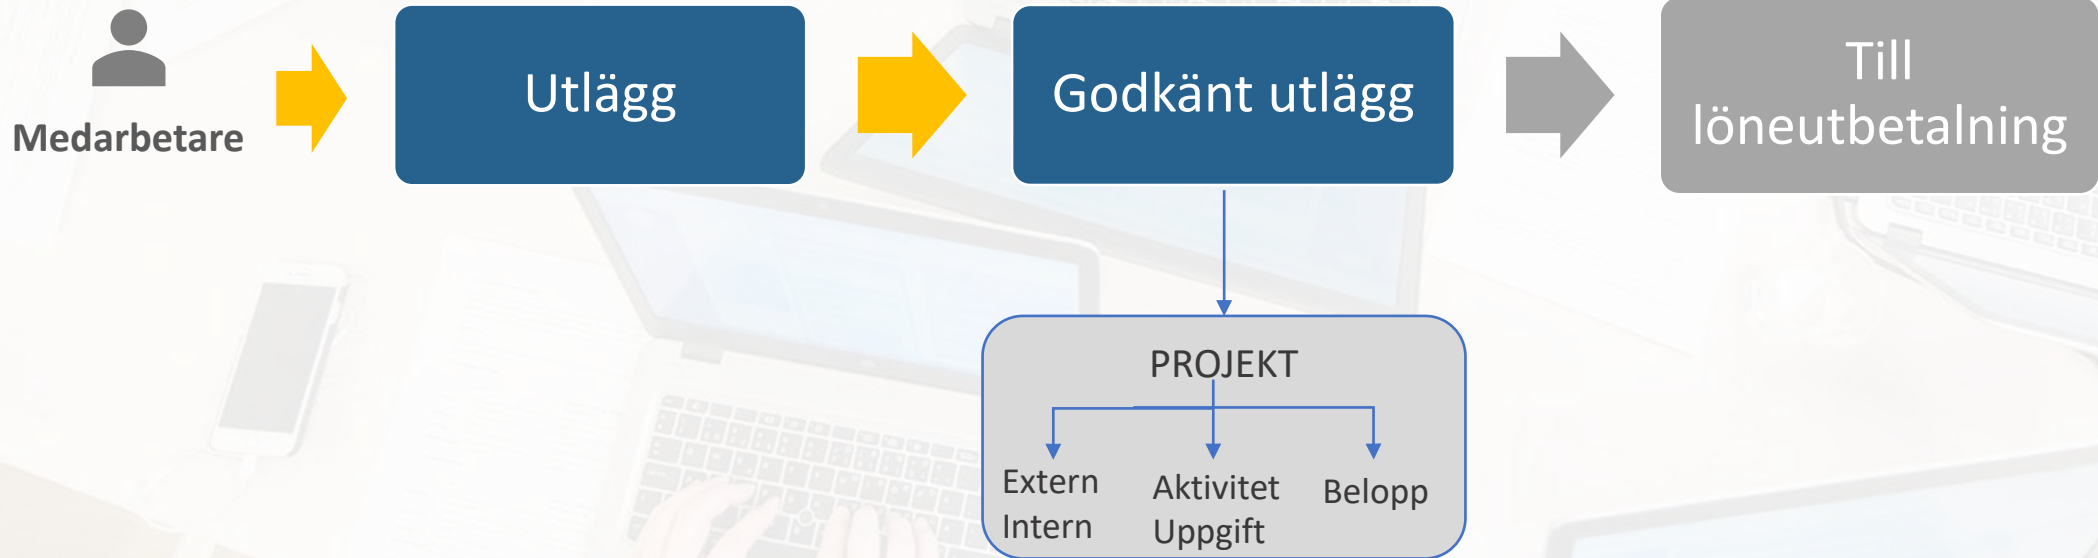 Medarbetare
Utlägg
Godkänt utlägg
Till
löneutbetalning
PROJEKT
Extern
Intern
Aktivitet
Uppgift
Belopp